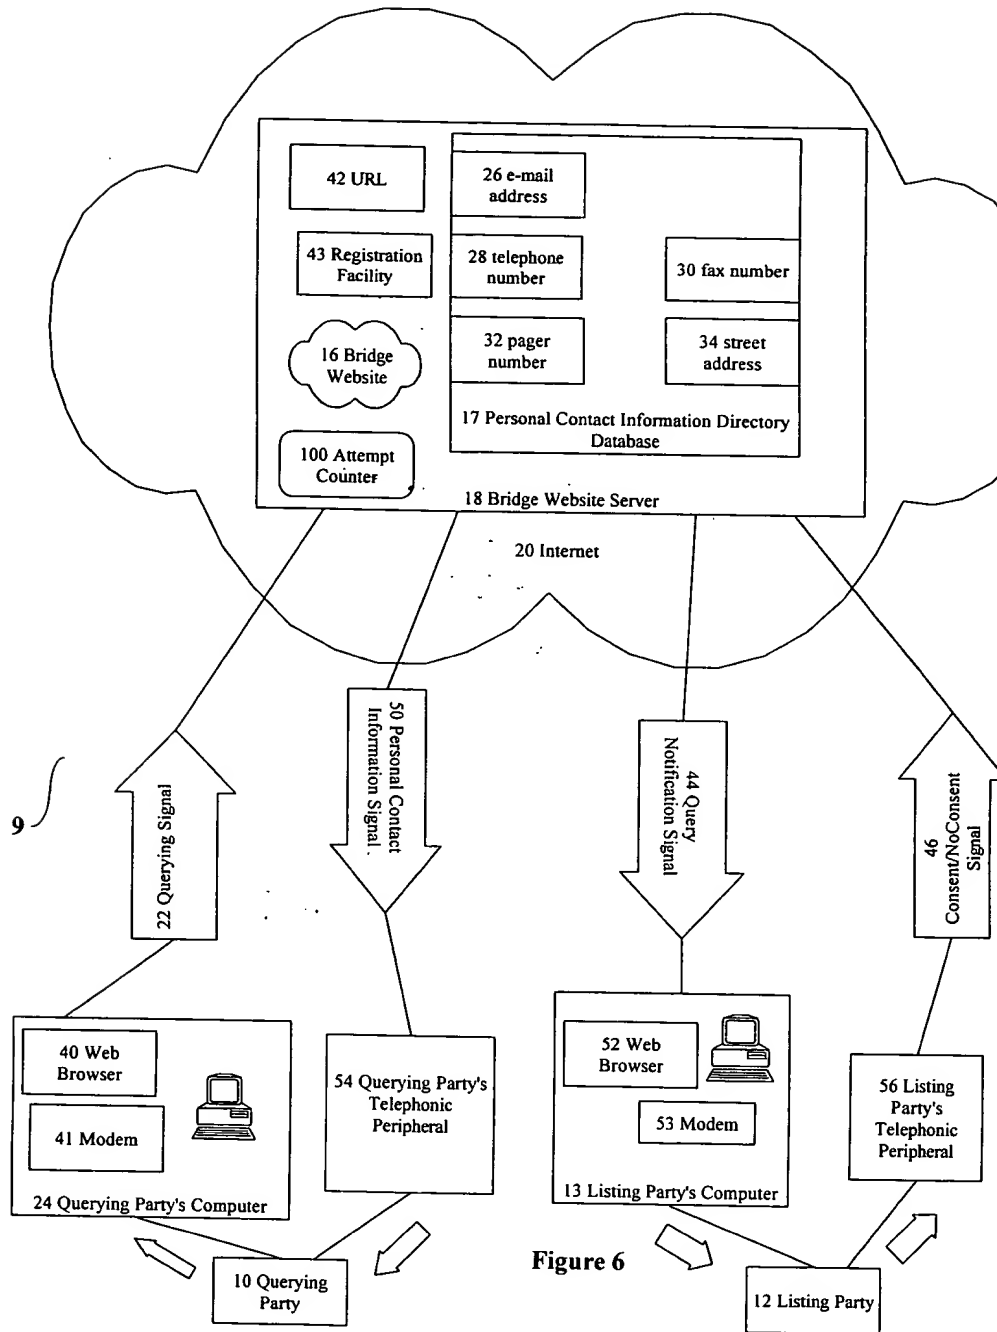 42 URL
26 e-mail
address
43 Registration
Facility
28 telephone
number
30 fax number
16 Bridge
Website
32 pager
number
34 street
address
17 Personal Contact Information Directory
Database
100 Attempt
Counter
18 Bridge Website Server
20 Internet
22 Querying Signal
50 Personal Contact
Information Signal
44 Query
Notification Signal
46
Consent/NoConsent
Signal
9
40 Web
Browser
41 Modem
24 Querying Party's Computer
54 Querying Party's
Telephonic
Peripheral
52 Web
Browser
53 Modem
13 Listing Party's Computer
56 Listing
Party's
Telephonic
Peripheral
10 Querying
Party
Figure 6
12 Listing Party